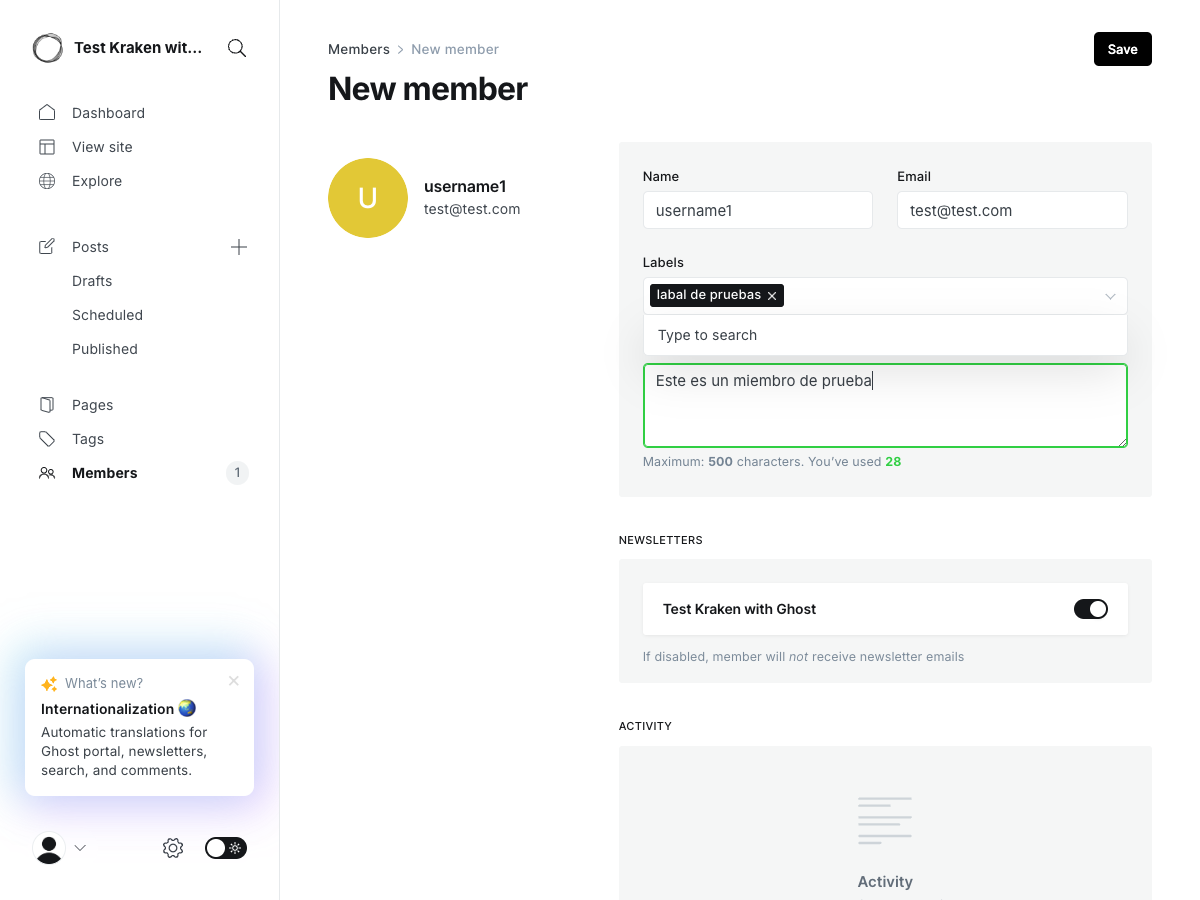 Test Kraken wit...
Dashboard
View site
Explore
Posts
Drafts
Scheduled
Published
Pages
Tags
Members
1
What's new?
Internationalization 🌏
Automatic translations for
Ghost portal, newsletters,
search, and comments.
Members
New member
Save
New member
U
username1
test@test.com
Name
Email
username1
test@test.com
Labels
labal de pruebas
Type to search
Este es un miembro de prueba
Maximum: 500 characters. You've used 28
NEWSLETTERS
Test Kraken with Ghost
If disabled, member will not receive newsletter emails
ACTIVITY
Activity